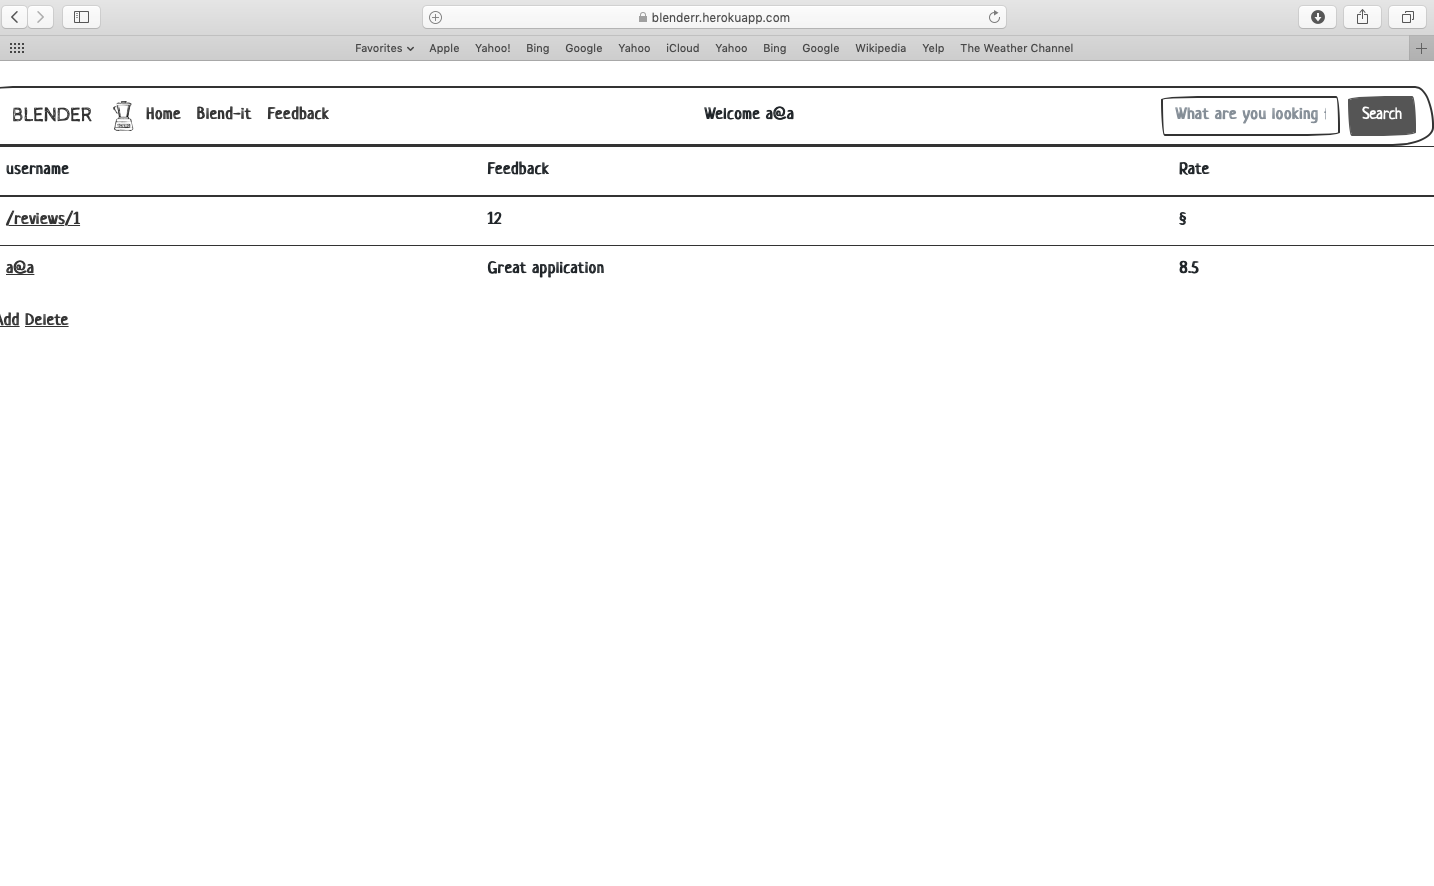 blenderr.herokuapp.com
Favorites Apple Yahoo! Bing Google Yahoo iCloud Yahoo Bing Google Wikipedia Yelp The Weather Channel
BLENDER Home Blend-it Feedback Welcome a@a What are you looking f Search
username Feedback Rate
/reviews/1 12 §
a@a Great application 8.5
Add Delete